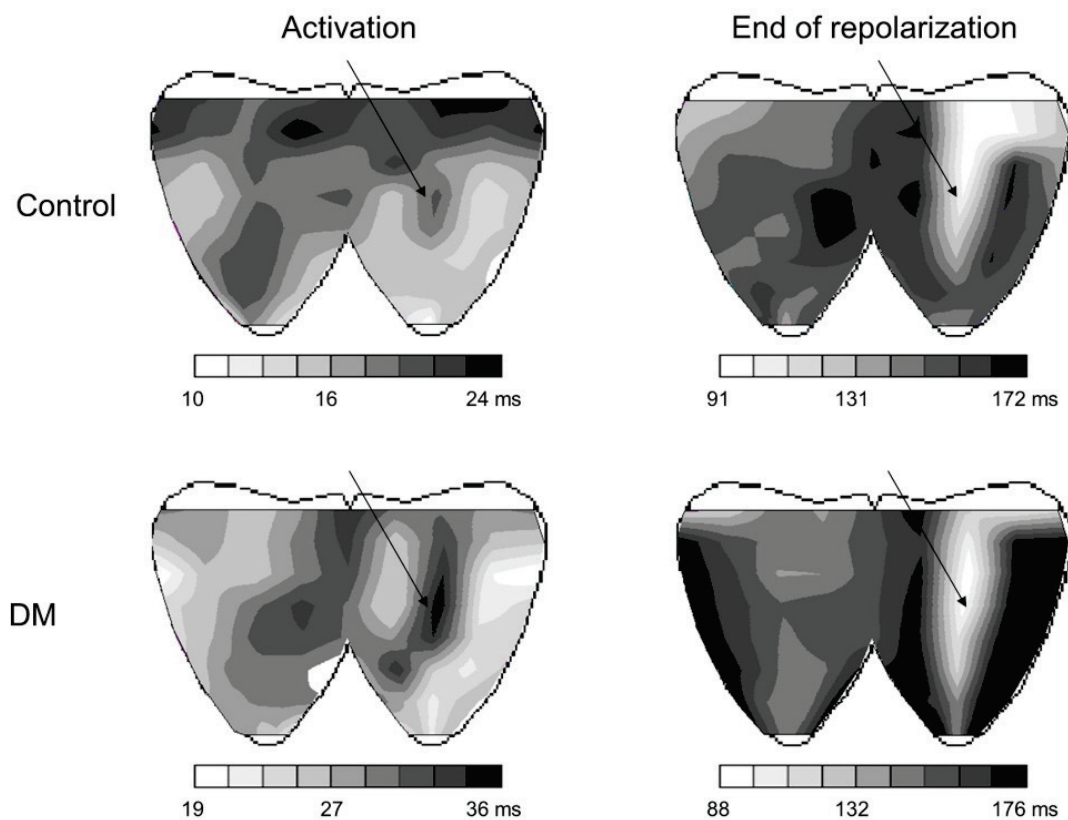 Activation
End of repolarization
Control
10 16 24 ms
91 131 172 ms
DM
19 27 36 ms
88 132 176 ms